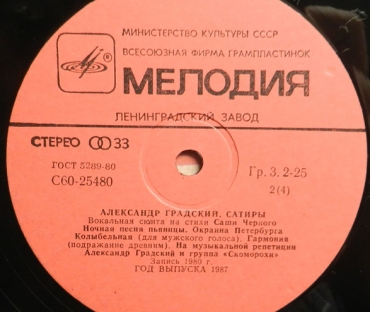 МИНИСТЕРСТВО КУЛЬТУРЫ СССР
ВСЕСОЮЗНАЯ ФИРМА ГРАМПЛАСТИНОК
МЕЛОДИЯ
ЛЕНИНГРАДСКИЙ ЗАВОД
СТЕРЕО 33
ГОСТ 5289-80
С60-25480
Гр. 3. 2-25
2(4)
АЛЕКСАНДР ГРАДСКИЙ. САТИРЫ
Вокальная сюита на стихи Саши Черного
Ночная песня пьяницы. Окраина Петербурга
Колыбельная (для мужского голоса). Гармония
(подражание древним). На музыкальной репетиции
Александр Градский и группа «Скоморохи»
Запись 1980 г.
ГОД ВЫПУСКА 1987